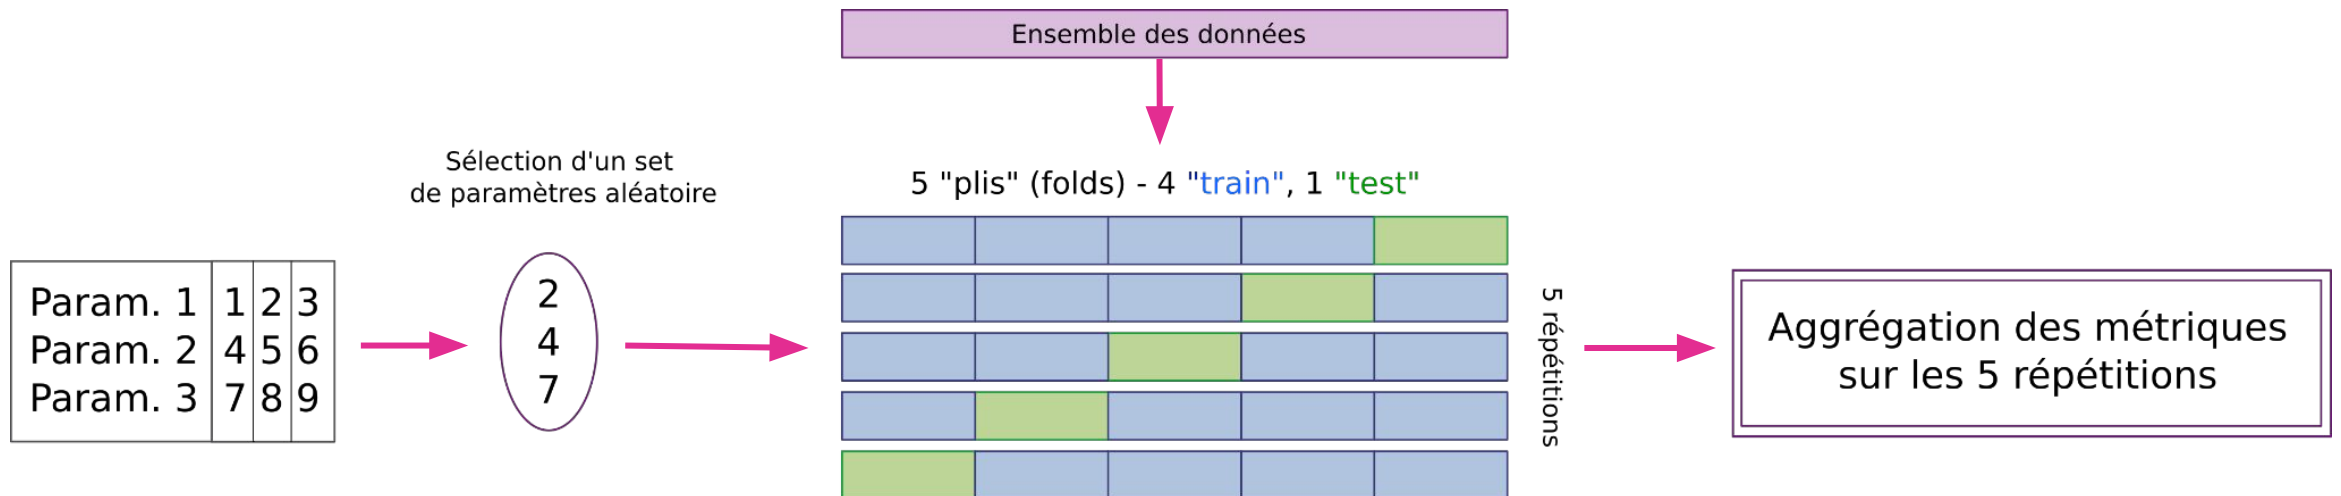 Ensemble des données
Sélection d'un set
de paramètres aléatoire
5 "plis" (folds) - 4 "train", 1 "test"
Param. 1 1 2 3
Param. 2 4 5 6
Param. 3 7 8 9
2
4
7
5 répétitions
Aggrégation des métriques
sur les 5 répétitions